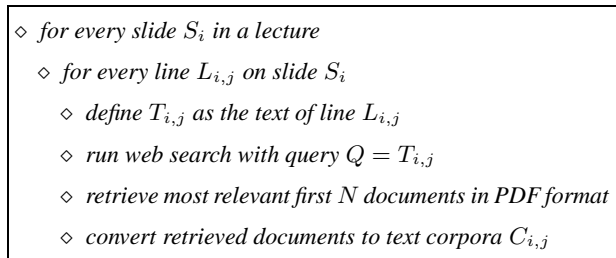 ⋄ for every slide S_i in a lecture
⋄ for every line L_{i,j} on slide S_i
⋄ define T_{i,j} as the text of line L_{i,j}
⋄ run web search with query Q = T_{i,j}
⋄ retrieve most relevant first N documents in PDF format
⋄ convert retrieved documents to text corpora C_{i,j}